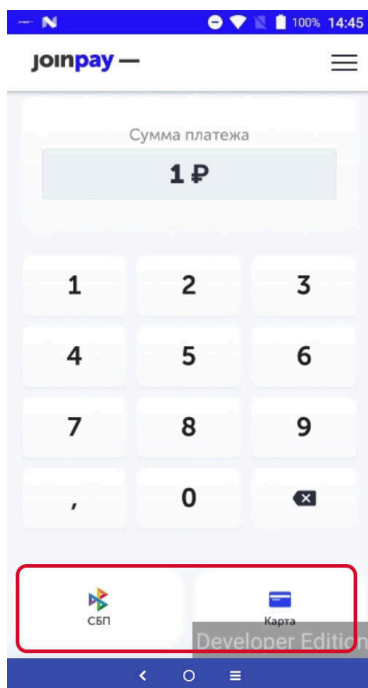 100% 14:45
joinpay —
Сумма платежа
1 ₽
1 2 3
4 5 6
7 8 9
, 0
СБП Карта
Developer Edition